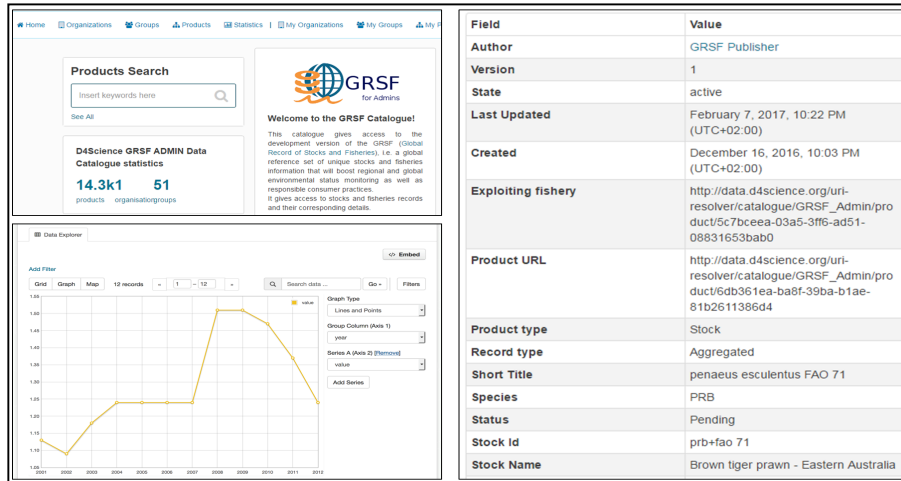 Home Organizations Groups Products Statistics | My Organizations My Groups My P
Products Search
Insert keywords here
See All
D4Science GRSF ADMIN Data
Catalogue statistics
14.3k1 51
products organisationgroups
GRSF
for Admins
Welcome to the GRSF Catalogue!
This catalogue gives access to the
development version of the GRSF (Global
Record of Stocks and Fisheries), i.e. a global
reference set of unique stocks and fisheries
information that will boost regional and global
environmental status monitoring as well as
responsible consumer practices.
It gives access to stocks and fisheries records
and their corresponding details.
Data Explorer
</> Embed
Add Filter
Grid Graph Map 12 records « 1 – 12 » Search data ... Go Filters
value
1.55
1.50
1.45
1.40
1.35
1.30
1.25
1.20
1.15
1.10
1.05
2001 2002 2003 2004 2005 2006 2007 2008 2009 2010 2011 2012
Graph Type
Lines and Points
Group Column (Axis 1)
year
Series A (Axis 2) [Remove]
value
Add Series
Field Value
Author GRSF Publisher
Version 1
State active
Last Updated February 7, 2017, 10:22 PM
(UTC+02:00)
Created December 16, 2016, 10:03 PM
(UTC+02:00)
Exploiting fishery http://data.d4science.org/uri-
resolver/catalogue/GRSF_Admin/pro
duct/5c7bceea-03a5-3ff6-ad51-
08831653bab0
Product URL http://data.d4science.org/uri-
resolver/catalogue/GRSF_Admin/pro
duct/6db361ea-ba8f-39ba-b1ae-
81b2611386d4
Product type Stock
Record type Aggregated
Short Title penaeus esculentus FAO 71
Species PRB
Status Pending
Stock Id prb+fao 71
Stock Name Brown tiger prawn - Eastern Australia